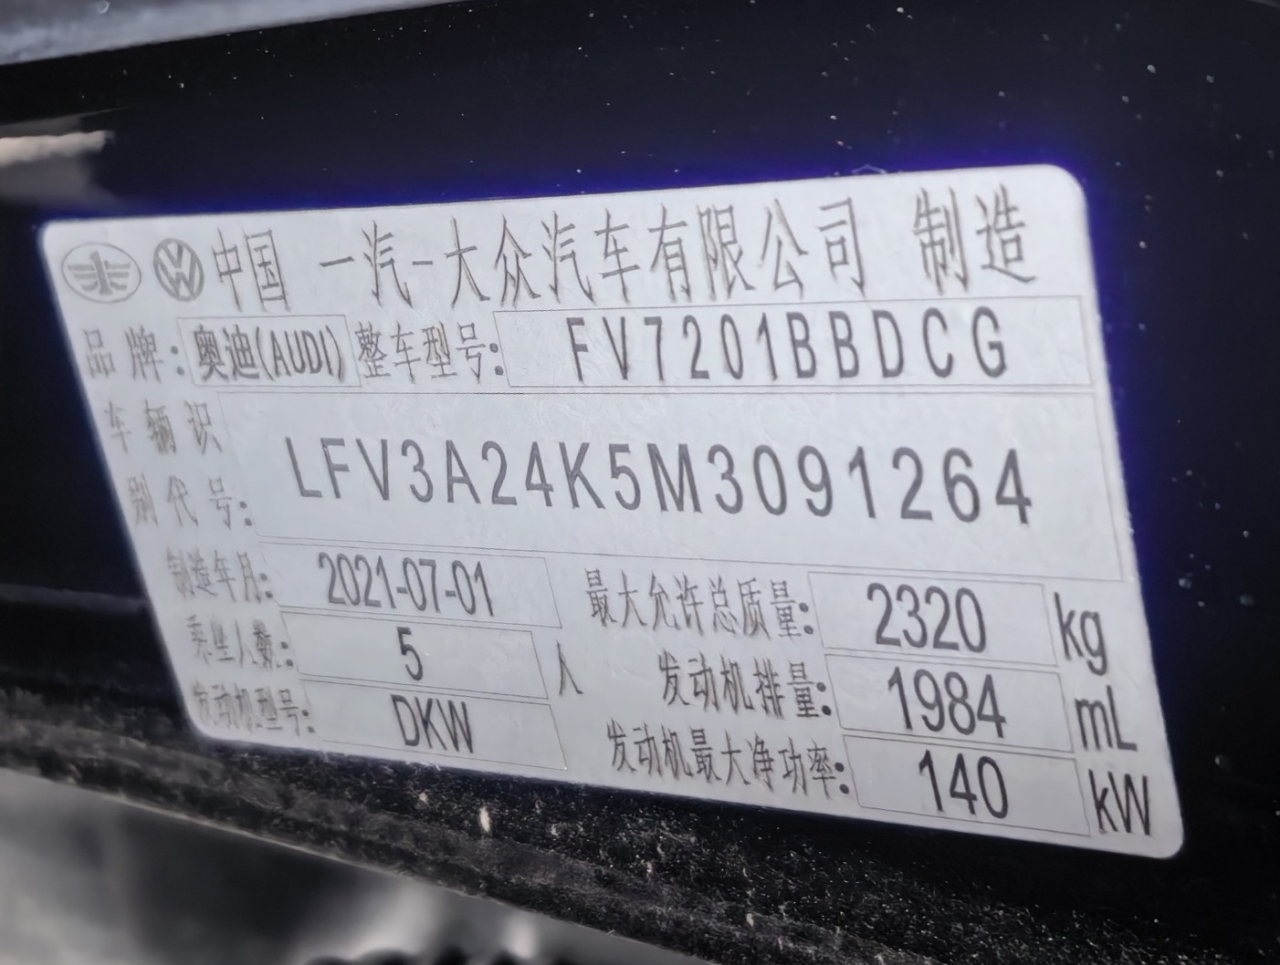 中国 一汽-大众汽车有限公司 制造
品牌: 奥迪(AUDI) 整车型号: FV7201BBDCG
车辆识别代号: LFV3A24K5M3091264
制造年月: 2021-07-01 最大允许总质量: 2320 kg
乘坐人数: 5 人 发动机排量: 1984 mL
发动机型号: DKW 发动机最大净功率: 140 kW